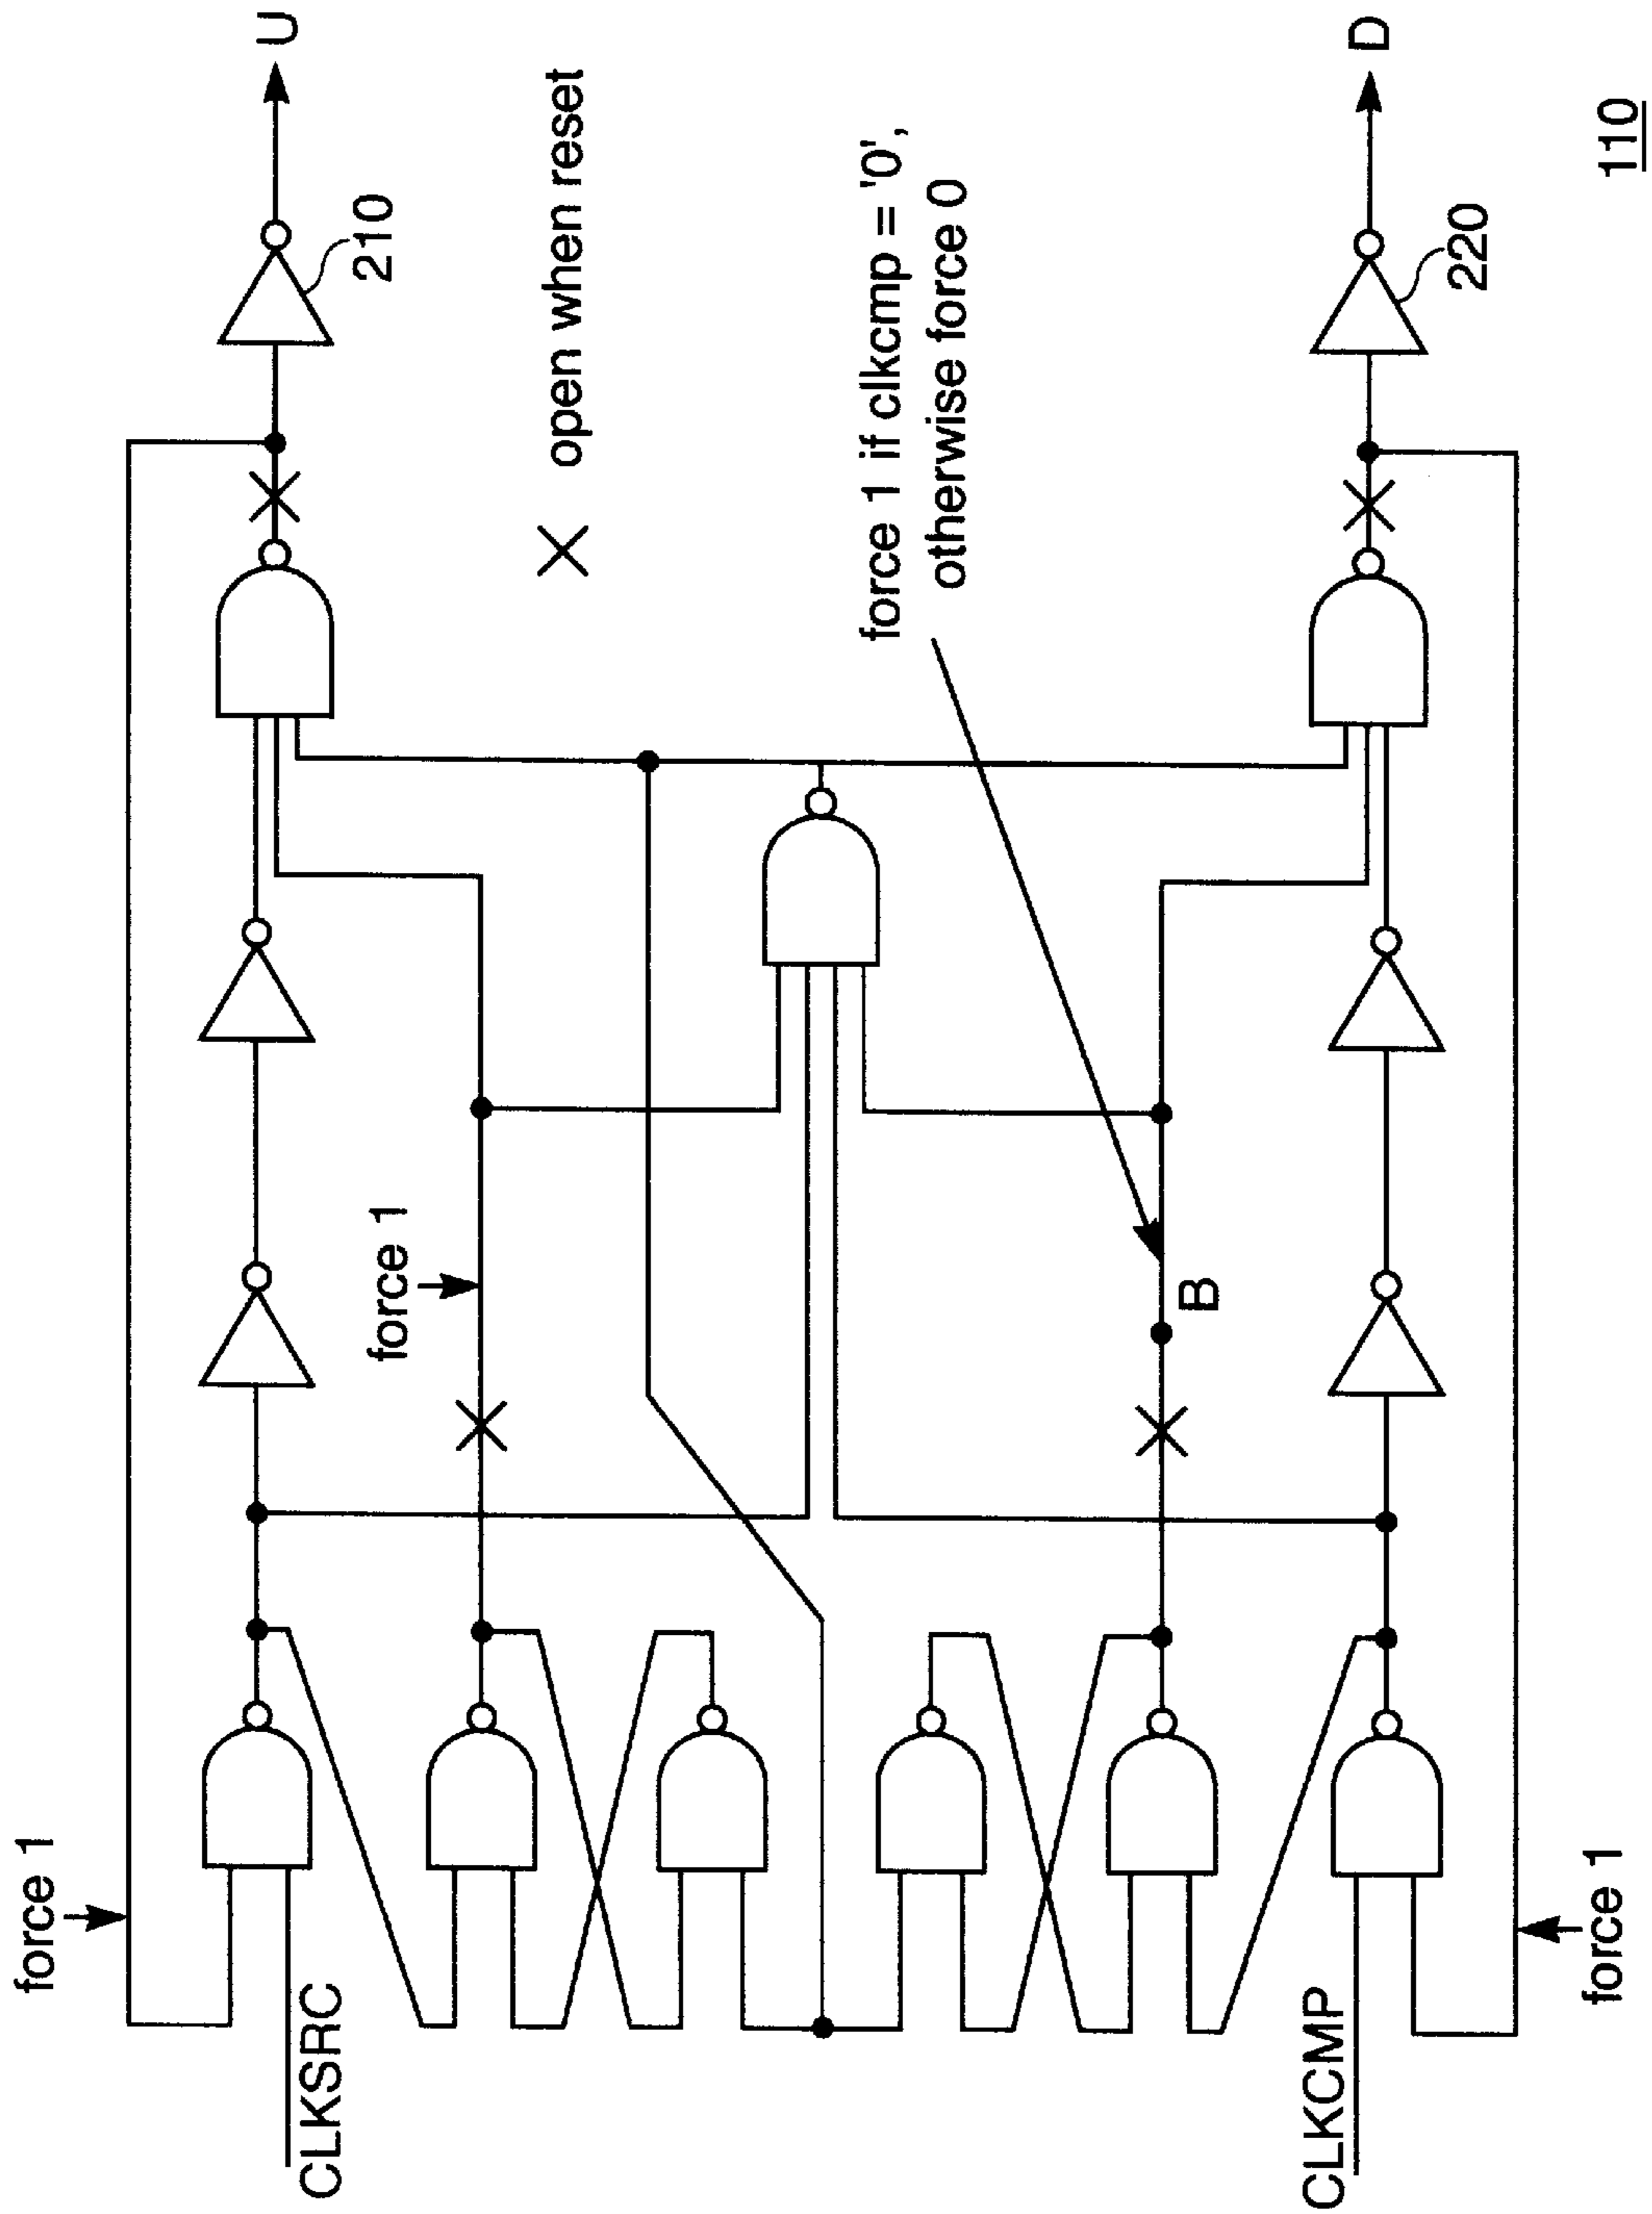 force 1
CLKSRC
force 1
U
210
open when reset
force 1 if clkcmp = '0',
otherwise force 0
B
CLKCMP
force 1
D
220
110